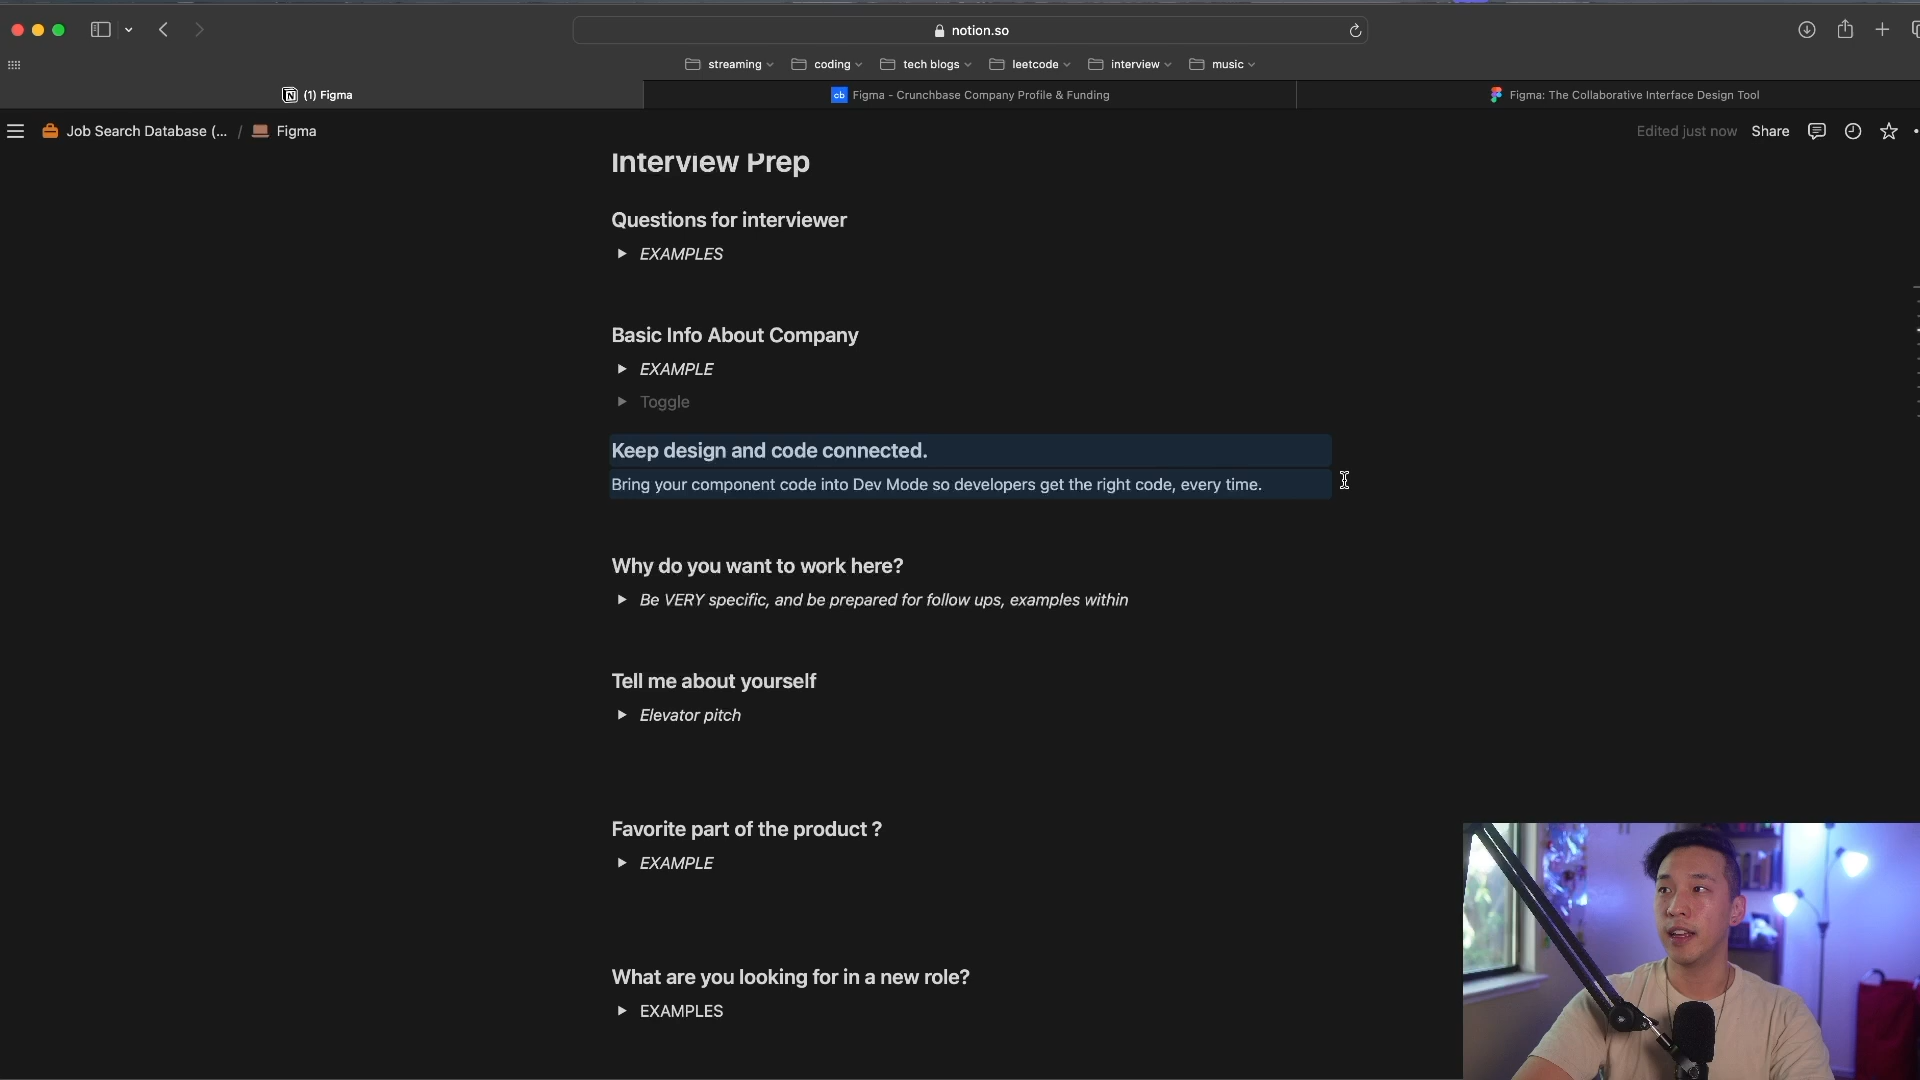 notion.so
streaming
coding
tech blogs
leetcode
interview
music
(1) Figma
Figma - Crunchbase Company Profile & Funding
Figma: The Collaborative Interface Design Tool
Job Search Database (... / Figma
Edited just now
Share
Interview Prep
Questions for interviewer
EXAMPLES
Basic Info About Company
EXAMPLE
Toggle
Keep design and code connected.
Bring your component code into Dev Mode so developers get the right code, every time.
Why do you want to work here?
Be VERY specific, and be prepared for follow ups, examples within
Tell me about yourself
Elevator pitch
Favorite part of the product ?
EXAMPLE
What are you looking for in a new role?
EXAMPLES